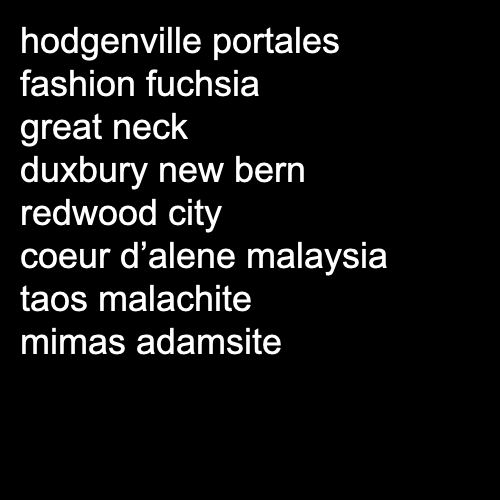 hodgenville portales
fashion fuchsia
great neck
duxbury new bern
redwood city
coeur d’alene malaysia
taos malachite
mimas adamsite